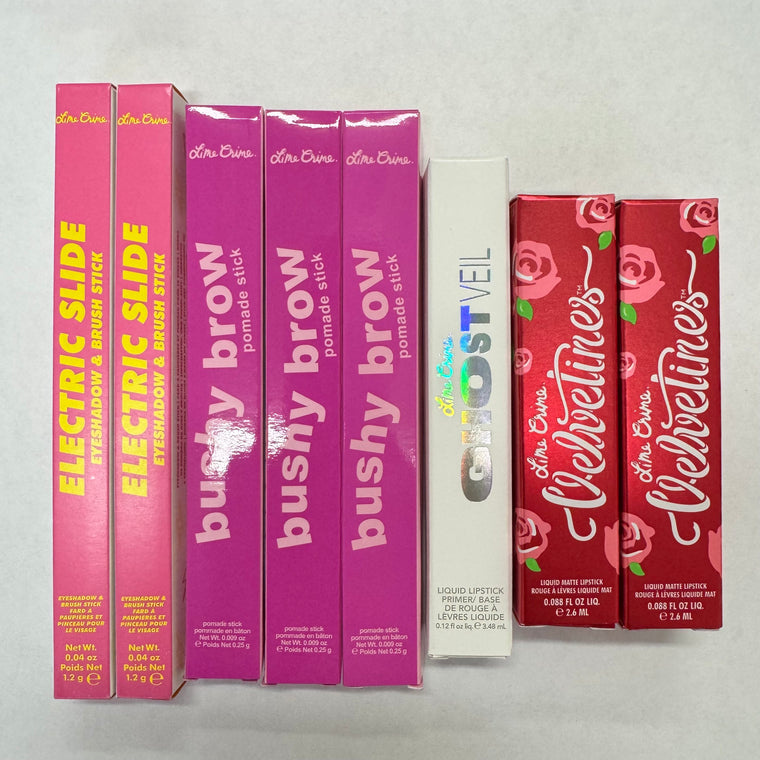 Lime Crime.
ELECTRIC SLIDE
EYESHADOW & BRUSH STICK
EYESHADOW &
BRUSH STICK
FARD À
PAUPIÈRES ET
PINCEAU POUR
LE VISAGE
Net Wt.
0.04 oz
Poids Net
1.2 g ℮
Lime Crime.
ELECTRIC SLIDE
EYESHADOW & BRUSH STICK
EYESHADOW &
BRUSH STICK
FARD À
PAUPIÈRES ET
PINCEAU POUR
LE VISAGE
Net Wt.
0.04 oz
Poids Net
1.2 g ℮
Lime Crime.
bushy brow
pomade stick
pomade stick
pommade en bâton
Net Wt. 0.009 oz
℮ Poids Net 0.25 g
Lime Crime.
bushy brow
pomade stick
pomade stick
pommade en bâton
Net Wt. 0.009 oz
℮ Poids Net 0.25 g
Lime Crime.
bushy brow
pomade stick
pomade stick
pommade en bâton
Net Wt. 0.009 oz
℮ Poids Net 0.25 g
Lime Crime.
GHOST VEIL
LIQUID LIPSTICK
PRIMER/ BASE
DE ROUGE À
LÈVRES LIQUIDE
0.12 fl oz liq. ℮ 3.48 mL
Lime Crime.
Velvetines™
LIQUID MATTE LIPSTICK
ROUGE À LÈVRES LIQUIDE MAT
0.088 FL OZ LIQ.
℮ 2.6 ML
Lime Crime.
Velvetines™
LIQUID MATTE LIPSTICK
ROUGE À LÈVRES LIQUIDE MAT
0.088 FL OZ LIQ.
℮ 2.6 ML